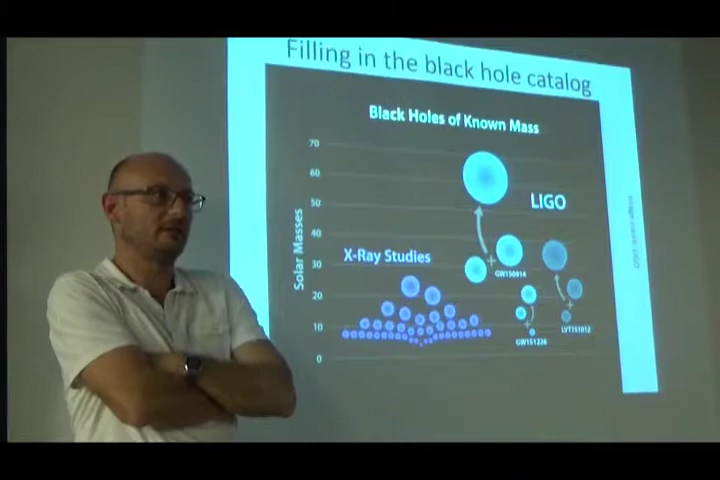 Filling in the black hole catalog
Black Holes of Known Mass
70
60
50
40
30
20
10
0
Solar Masses
X-Ray Studies
LIGO
GW150914
GW151226
LVT151012